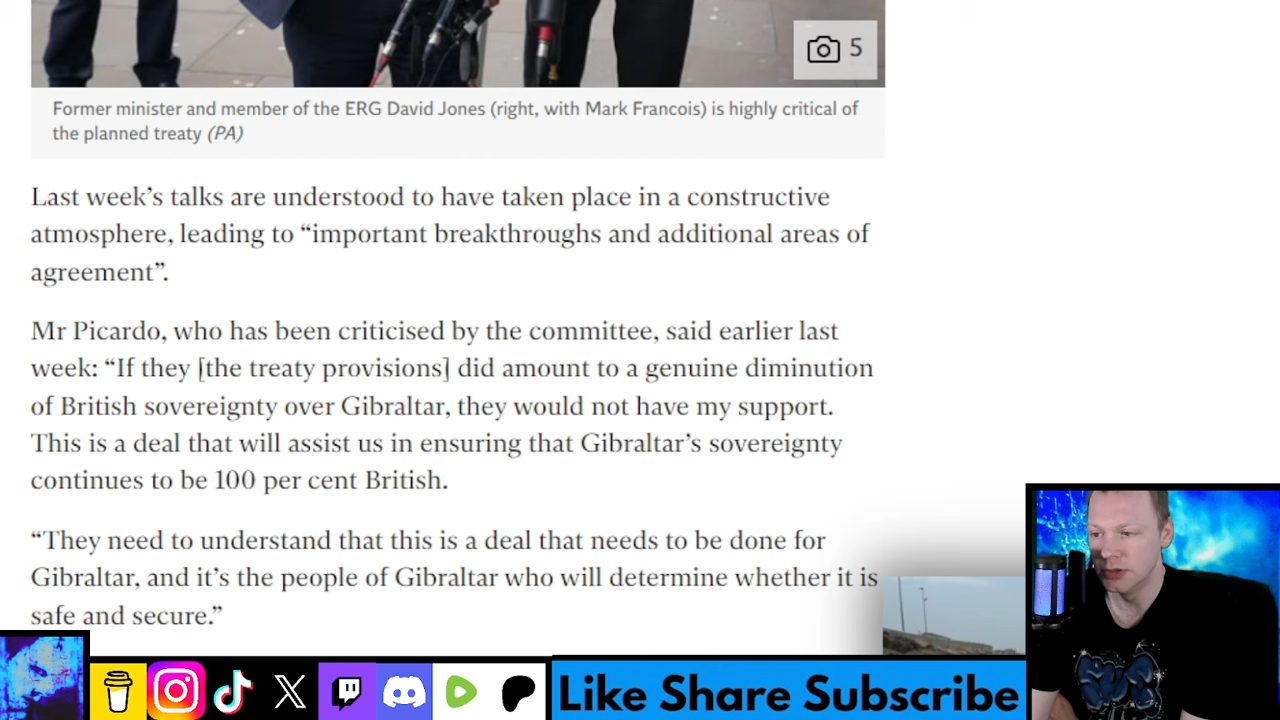 5
Former minister and member of the ERG David Jones (right, with Mark Francois) is highly critical of
the planned treaty (PA)
Last week’s talks are understood to have taken place in a constructive
atmosphere, leading to “important breakthroughs and additional areas of
agreement”.
Mr Picardo, who has been criticised by the committee, said earlier last
week: “If they [the treaty provisions] did amount to a genuine diminution
of British sovereignty over Gibraltar, they would not have my support.
This is a deal that will assist us in ensuring that Gibraltar’s sovereignty
continues to be 100 per cent British.
“They need to understand that this is a deal that needs to be done for
Gibraltar, and it’s the people of Gibraltar who will determine whether it is
safe and secure.”
Like Share Subscribe